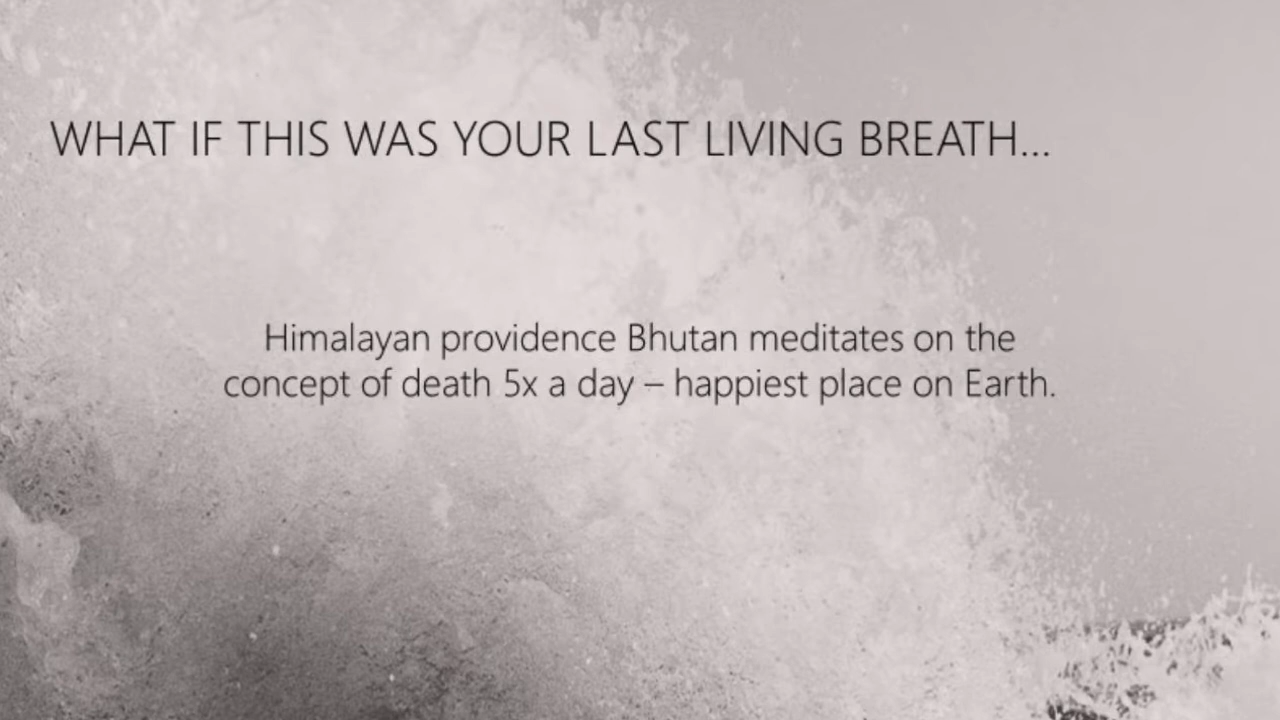 WHAT IF THIS WAS YOUR LAST LIVING BREATH...
Himalayan providence Bhutan meditates on the
concept of death 5x a day – happiest place on Earth.